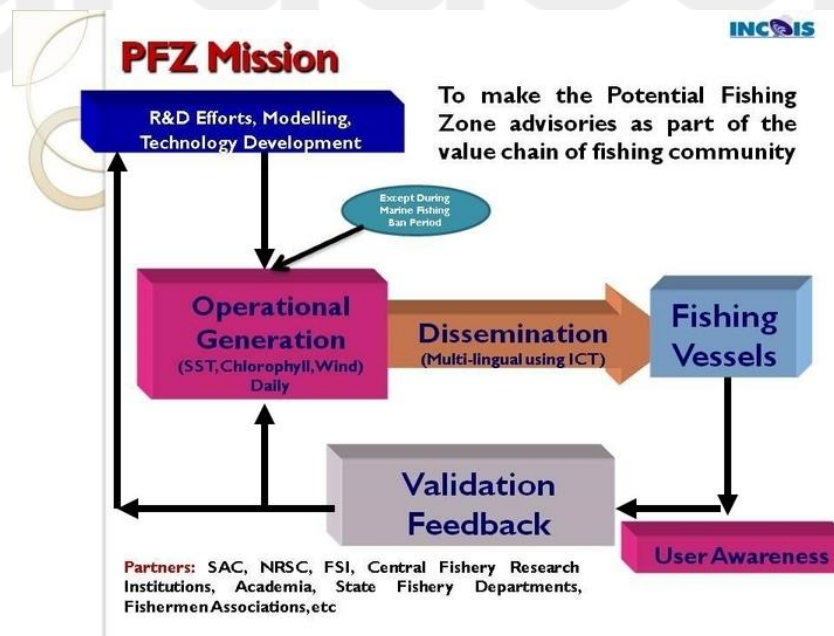 INCOIS
PFZ Mission
To make the Potential Fishing
Zone advisories as part of the
value chain of fishing community
R&D Efforts, Modelling,
Technology Development
Except During
Marine Fishing
Ban Period
Operational
Generation
(SST,Chlorophyll,Wind)
Daily
Dissemination
(Multi-lingual using ICT)
Fishing
Vessels
Validation
Feedback
User Awareness
Partners: SAC, NRSC, FSI, Central Fishery Research
Institutions, Academia, State Fishery Departments,
Fishermen Associations,etc